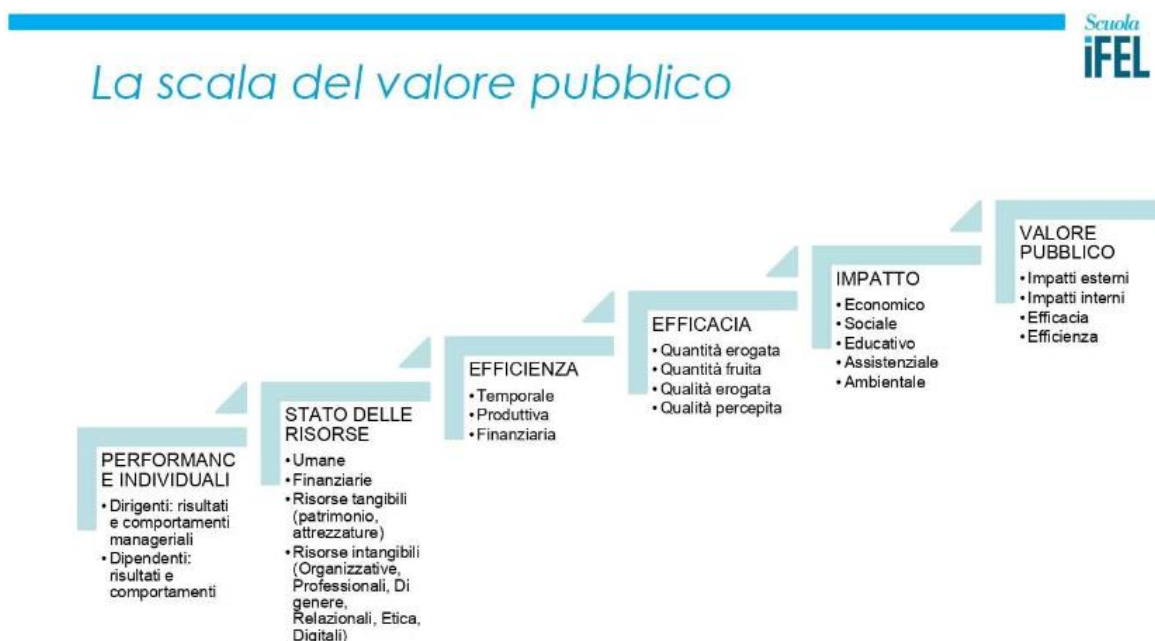 Scuola
iFEL
La scala del valore pubblico
PERFORMANC
E INDIVIDUALI
• Dirigenti: risultati
e comportamenti
manageriali
• Dipendenti:
risultati e
comportamenti
STATO DELLE
RISORSE
• Umane
• Finanziarie
• Risorse tangibili
(patrimonio,
attrezzature)
• Risorse intangibili
(Organizzative,
Professionali, Di
genere,
Relazionali, Etica,
Digitali)
EFFICIENZA
• Temporale
• Produttiva
• Finanziaria
EFFICACIA
• Quantità erogata
• Quantità fruita
• Qualità erogata
• Qualità percepita
IMPATTO
• Economico
• Sociale
• Educativo
• Assistenziale
• Ambientale
VALORE
PUBBLICO
• Impatti esterni
• Impatti interni
• Efficacia
• Efficienza